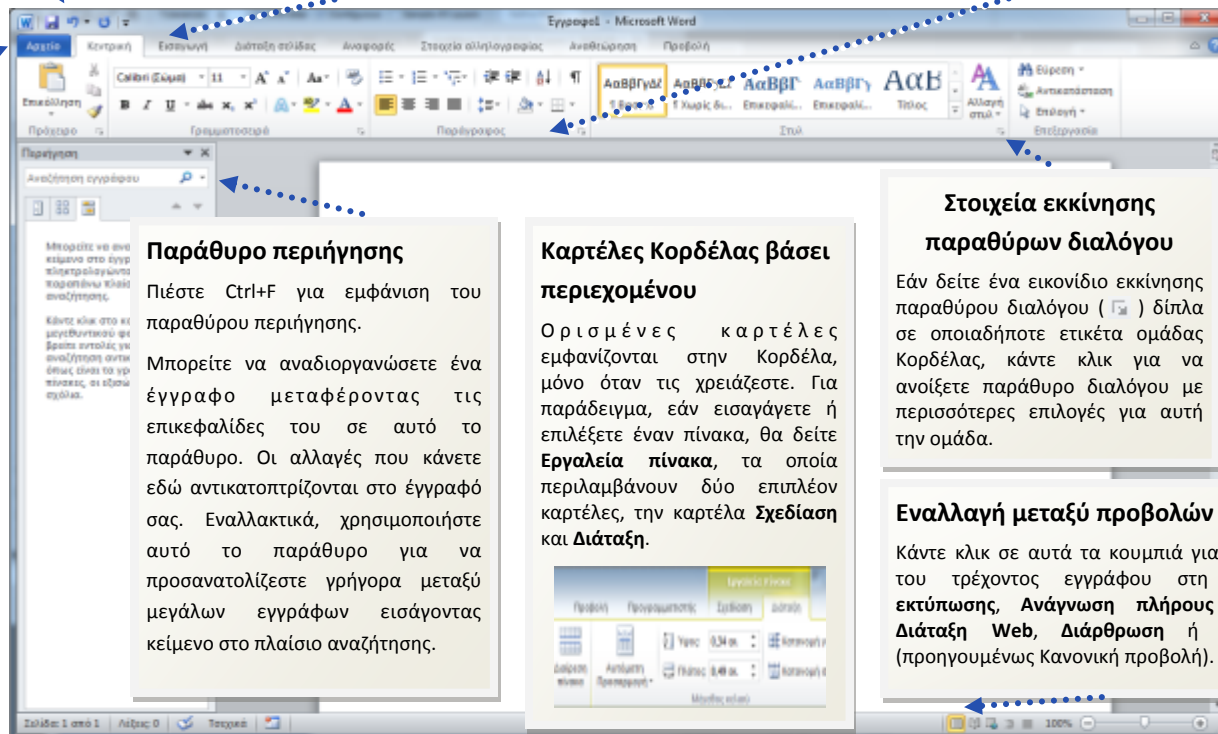 Έγγραφο1 - Microsoft Word
Αρχείο Κεντρική Εισαγωγή Διάταξη σελίδας Αναφορές Στοιχεία αλληλογραφίας Αναθεώρηση Προβολή
Calibri (Σώμα) 11
ΑαΒβΓγΔζ ΑαΒβΓγΔζ ΑαΒβΓ ΑαΒβΓγ ΑαΒ
Εύρεση
Αντικατάσταση
Επικόλληση
¶ Χωρίς δι... Επικεφαλί... Επικεφαλί... Τίτλος Αλλαγή στυλ
Επιλογή
Πρόχειρο Γραμματοσειρά Παράγραφος Στυλ Επεξεργασία
Περιήγηση
Αναζήτηση εγγράφου
Παράθυρο περιήγησης
Πιέστε Ctrl+F για εμφάνιση του
παραθύρου περιήγησης.
Μπορείτε να αναδιοργανώσετε ένα
έγγραφο μεταφέροντας τις
επικεφαλίδες του σε αυτό το
παράθυρο. Οι αλλαγές που κάνετε
εδώ αντικατοπτρίζονται στο έγγραφό
σας. Εναλλακτικά, χρησιμοποιήστε
αυτό το παράθυρο για να
προσανατολίζεστε γρήγορα μεταξύ
μεγάλων εγγράφων εισάγοντας
κείμενο στο πλαίσιο αναζήτησης.
Καρτέλες Κορδέλας βάσει
περιεχομένου
Ορισμένες καρτέλες
εμφανίζονται στην Κορδέλα,
μόνο όταν τις χρειάζεστε. Για
παράδειγμα, εάν εισαγάγετε ή
επιλέξετε έναν πίνακα, θα δείτε
Εργαλεία πίνακα, τα οποία
περιλαμβάνουν δύο επιπλέον
καρτέλες, την καρτέλα Σχεδίαση
και Διάταξη.
Εργαλεία πίνακα
Προβολή Προγραμματιστής Σχεδίαση Διάταξη
Ύψος: 0,34 εκ.
Πλάτος: 8,49 εκ.
Διαίρεση πίνακα Αυτόματη Προσαρμογή
Μέγεθος κελιού
Στοιχεία εκκίνησης
παραθύρων διαλόγου
Εάν δείτε ένα εικονίδιο εκκίνησης
παραθύρου διαλόγου ( ) δίπλα
σε οποιαδήποτε ετικέτα ομάδας
Κορδέλας, κάντε κλικ για να
ανοίξετε παράθυρο διαλόγου με
περισσότερες επιλογές για αυτή
την ομάδα.
Εναλλαγή μεταξύ προβολών
Κάντε κλικ σε αυτά τα κουμπιά για
του τρέχοντος εγγράφου στη
εκτύπωσης, Ανάγνωση πλήρους
Διάταξη Web, Διάρθρωση ή
(προηγουμένως Κανονική προβολή).
Σελίδα: 1 από 1 Λέξεις: 0 Τσεχικά 100%